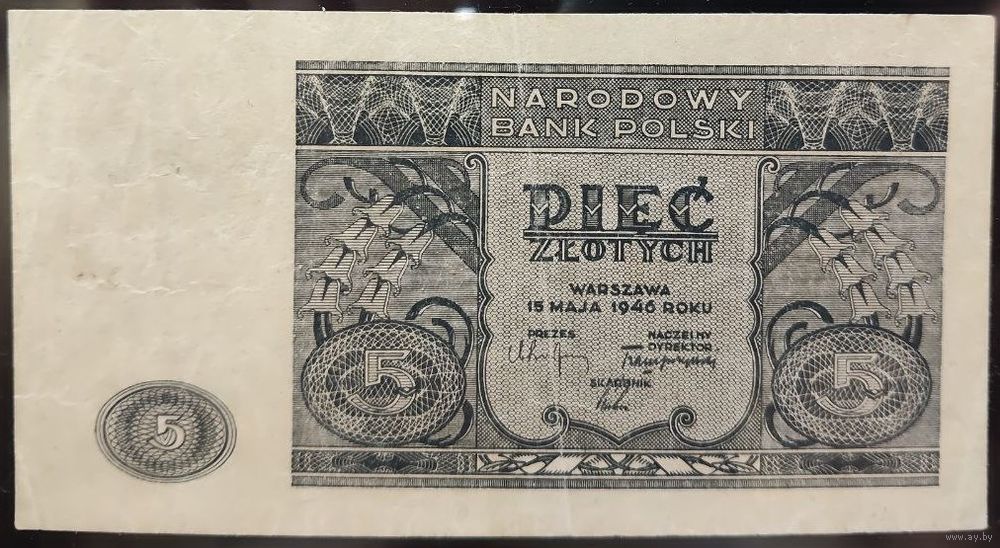 NARODOWY
BANK POLSKI
PIĘĆ
ZŁOTYCH
WARSZAWA
15 MAJA 1946 ROKU
PREZES
NACZELNY
DYREKTOR
SKARBNIK
5
5
5
www.ay.by